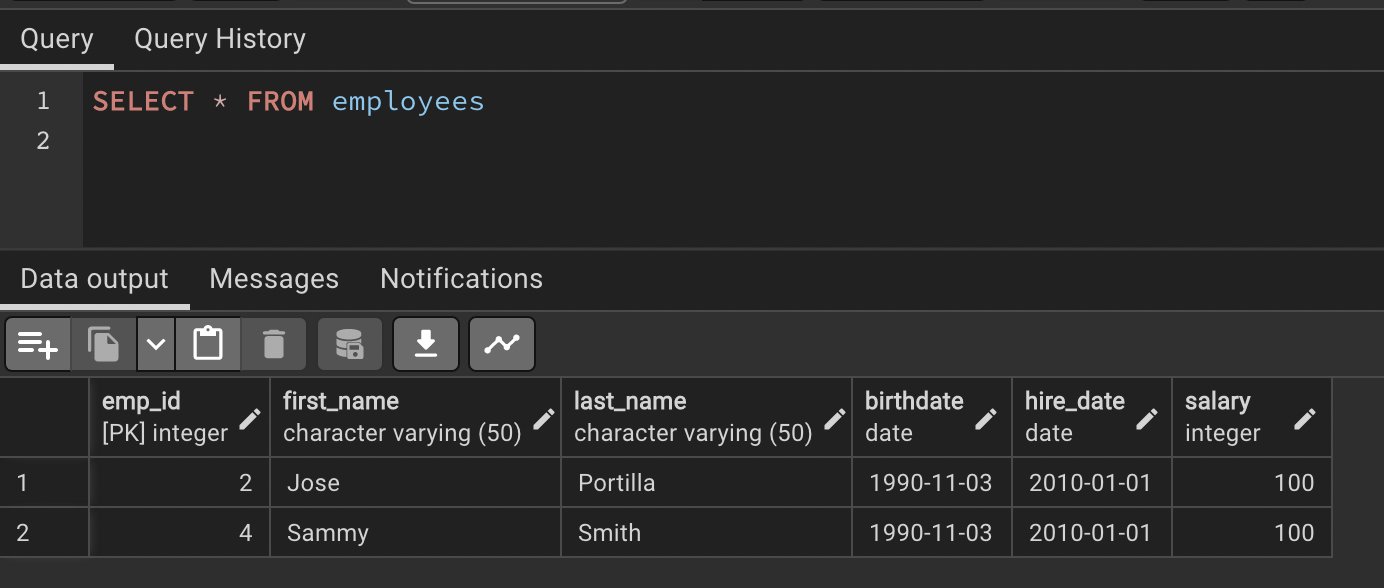 Query Query History
1 SELECT * FROM employees
2
Data output Messages Notifications
emp_id first_name last_name birthdate hire_date salary
[PK] integer character varying (50) character varying (50) date date integer
1 2 Jose Portilla 1990-11-03 2010-01-01 100
2 4 Sammy Smith 1990-11-03 2010-01-01 100